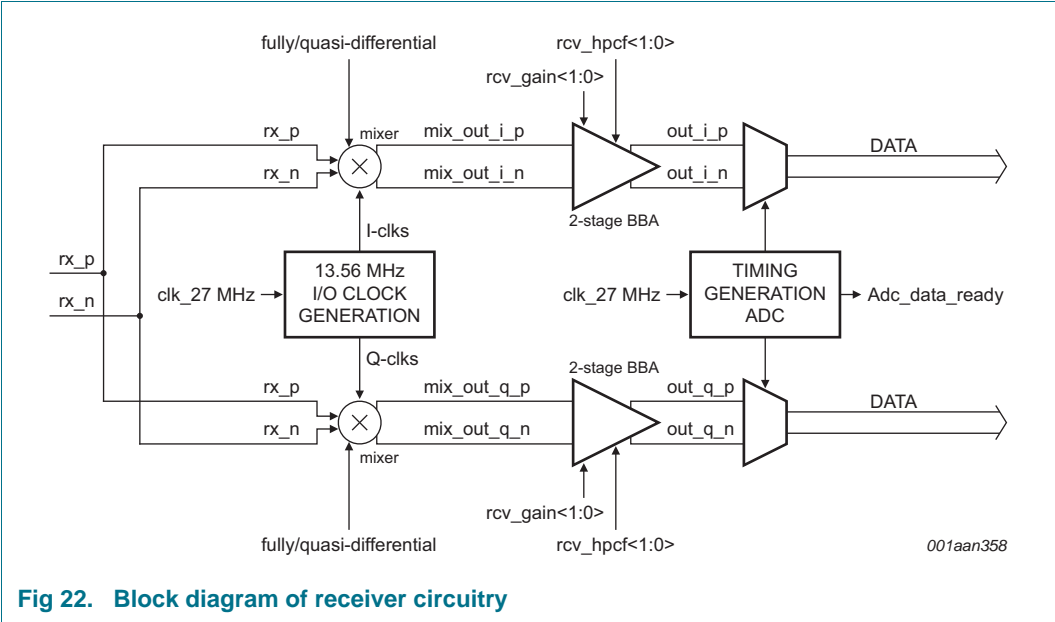 fully/quasi-differential
rcv_hpcf<1:0>
rcv_gain<1:0>
rx_p
mixer
mix_out_i_p
out_i_p
DATA
rx_n
mix_out_i_n
out_i_n
2-stage BBA
I-clks
rx_p
13.56 MHz
I/O CLOCK
GENERATION
clk_27 MHz
TIMING
GENERATION
ADC
clk_27 MHz
Adc_data_ready
rx_n
Q-clks
2-stage BBA
rx_p
mix_out_q_p
out_q_p
DATA
rx_n
mix_out_q_n
out_q_n
mixer
rcv_gain<1:0>
fully/quasi-differential
rcv_hpcf<1:0>
001aan358
Fig 22. Block diagram of receiver circuitry